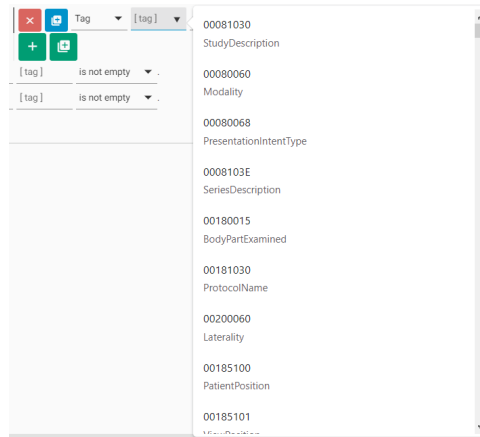 Tag [ tag ]
[ tag ] is not empty .
[ tag ] is not empty .
00081030
StudyDescription
00080060
Modality
00080068
PresentationIntentType
0008103E
SeriesDescription
00180015
BodyPartExamined
00181030
ProtocolName
00200060
Laterality
00185100
PatientPosition
00185101
ViewPosition